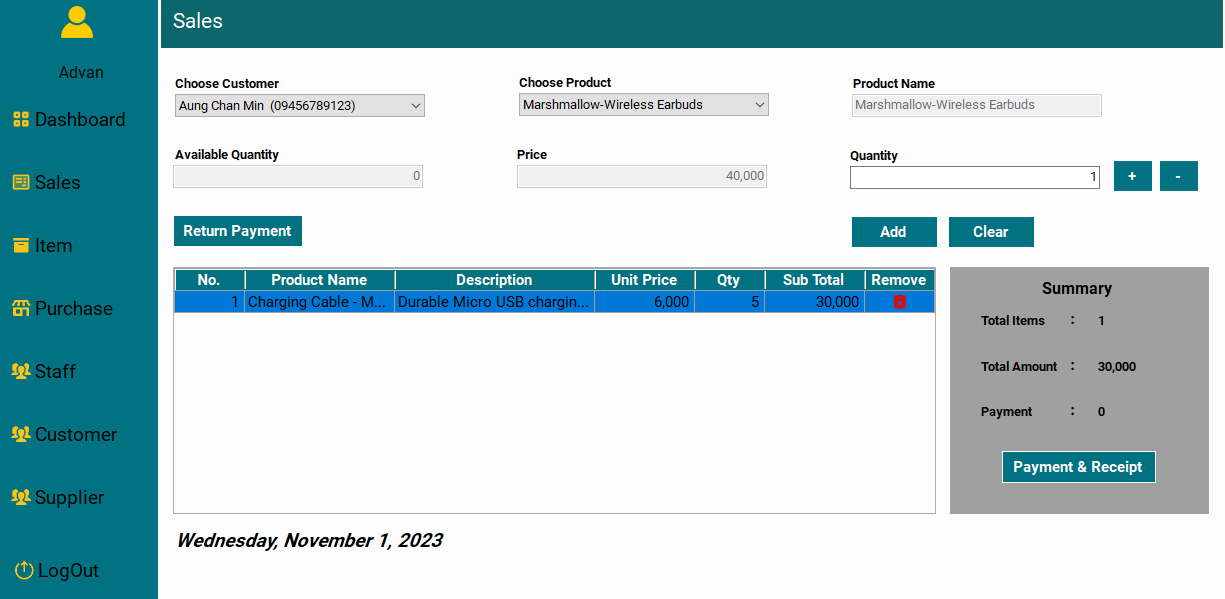 Sales
Advan
Dashboard
Sales
Item
Purchase
Staff
Customer
Supplier
LogOut
Choose Customer
Aung Chan Min (09456789123)
Choose Product
Marshmallow-Wireless Earbuds
Product Name
Marshmallow-Wireless Earbuds
Available Quantity
0
Price
40,000
Quantity
1
+ -
Return Payment
Add Clear
No. Product Name Description Unit Price Qty Sub Total Remove
1 Charging Cable - M... Durable Micro USB chargin... 6,000 5 30,000
Summary
Total Items : 1
Total Amount : 30,000
Payment : 0
Payment & Receipt
Wednesday, November 1, 2023